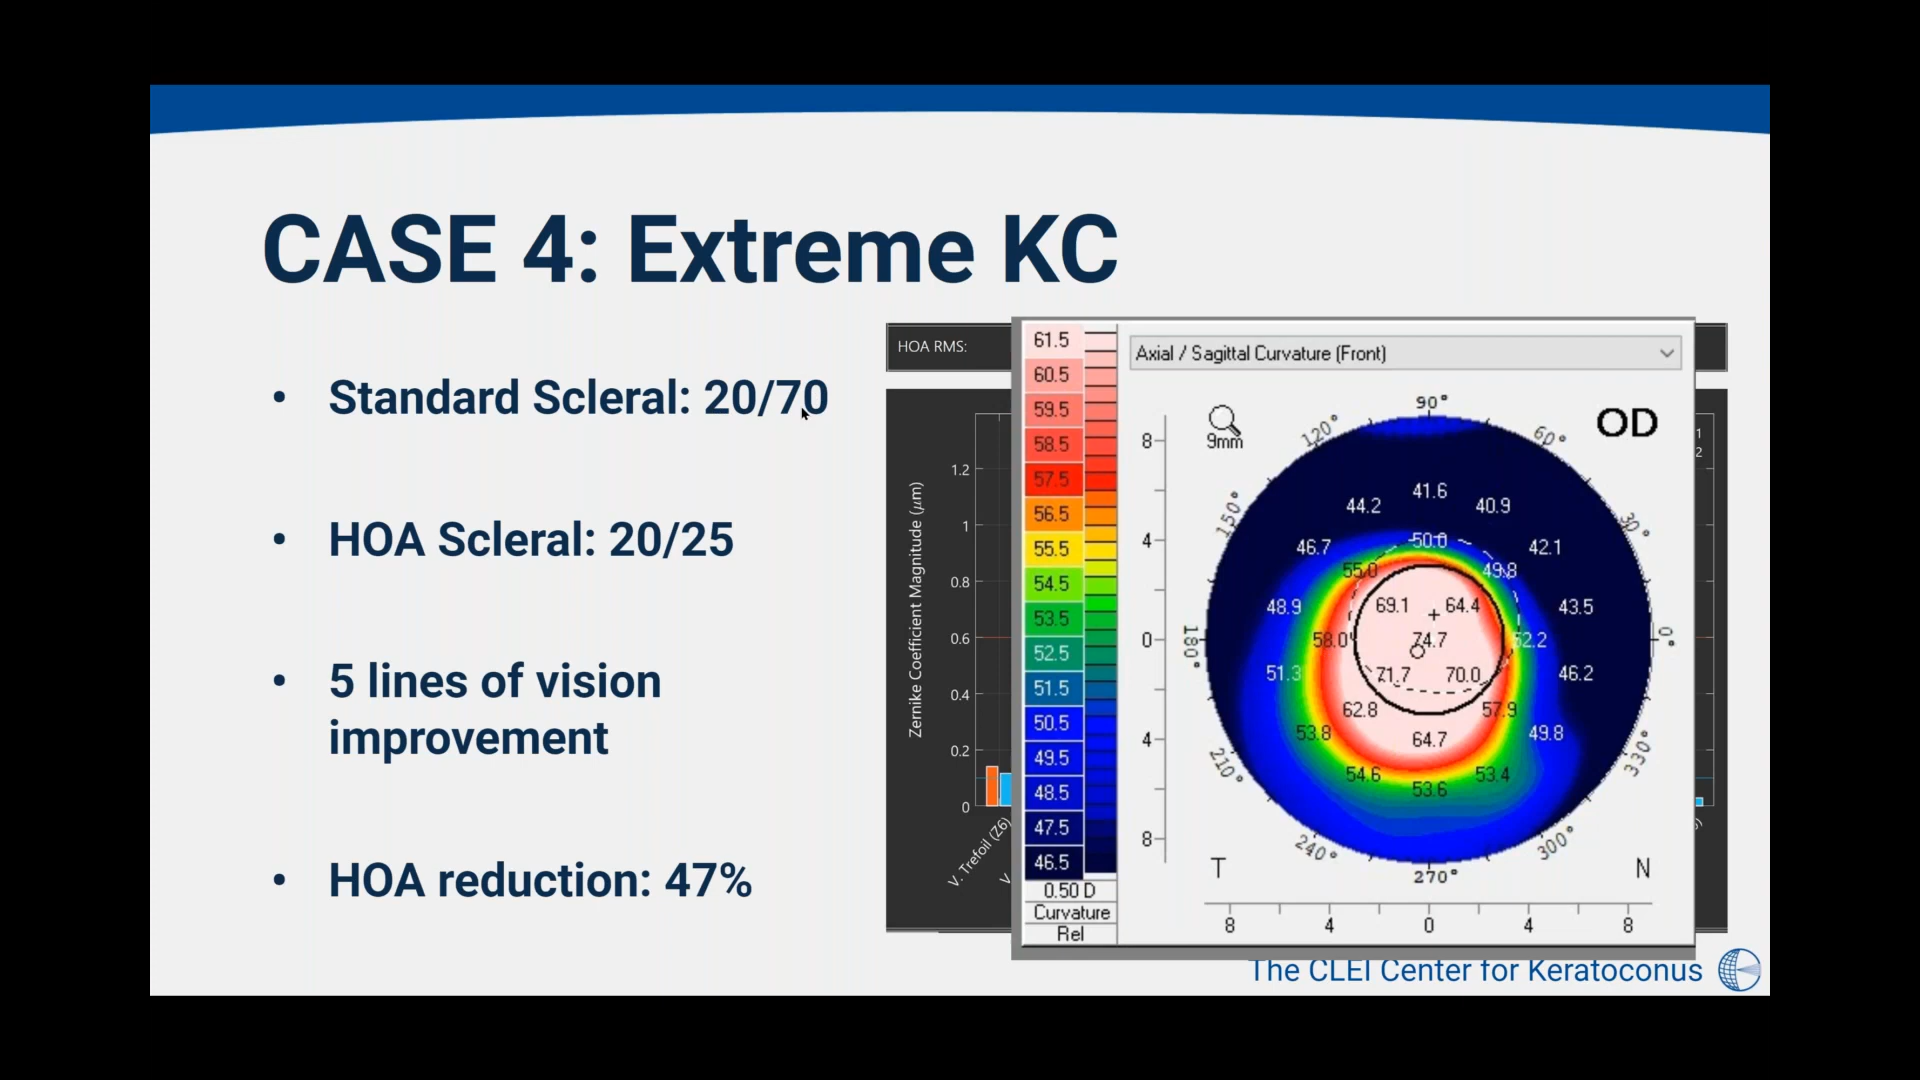 CASE 4: Extreme KC
• Standard Scleral: 20/70
• HOA Scleral: 20/25
• 5 lines of vision
improvement
• HOA reduction: 47%
HOA RMS:
Zernike Coefficient Magnitude (μm)
1.2
1
0.8
0.6
0.4
0.2
0
V. Trefoil (Z6)
V.
1
2
61.5
60.5
59.5
58.5
57.5
56.5
55.5
54.5
53.5
52.5
51.5
50.5
49.5
48.5
47.5
46.5
0.50 D
Curvature
Rel
Axial / Sagittal Curvature (Front)
9mm
OD
90°
120° 60°
150° 30°
180° 0°
210° 330°
240° 300°
270°
8
4
0
4
8
44.2 41.6 40.9
46.7 50.0 42.1
55.0 49.8
48.9 69.1 64.4 43.5
58.0 74.7 52.2
51.3 71.7 70.0 46.2
62.8 57.9
53.8 64.7 49.8
54.6 53.6 53.4
T N
8 4 0 4 8
The CLEI Center for Keratoconus